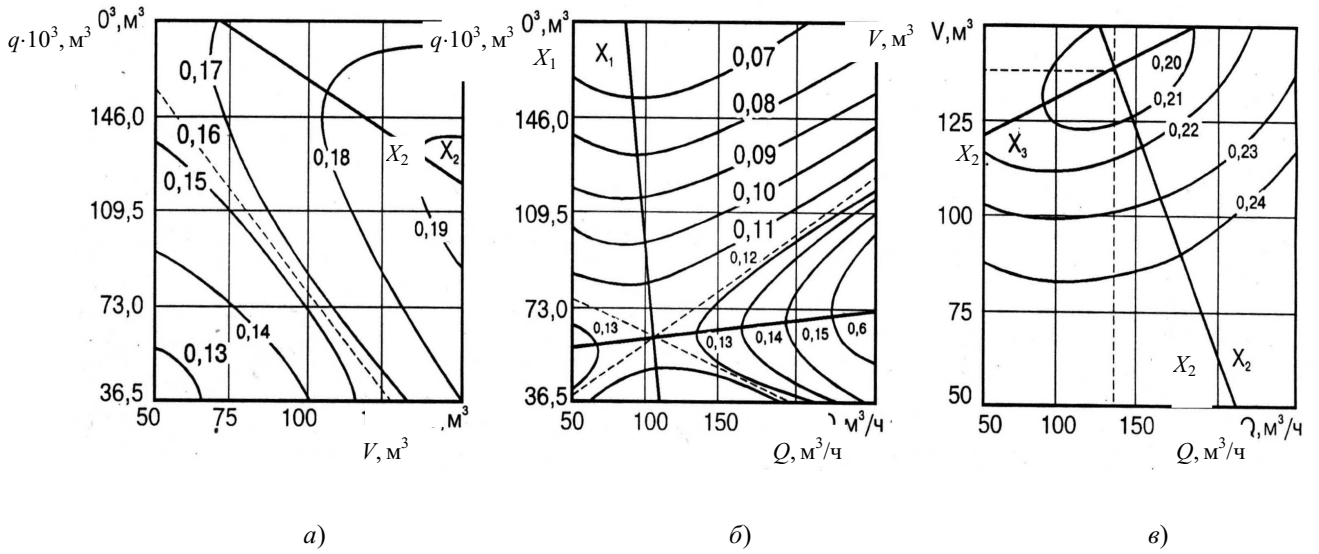 q·10³, м³
0³,м³
X₂
0,17
0,16
0,15
0,18
0,19
0,14
0,13
X₂
146,0
109,5
73,0
36,5
50
75
100
,м³
V, м³
а)
q·10³, м³
X₁
0³,м³
X₁
0,07
0,08
0,09
0,10
0,11
0,12
0,13
0,13
0,14
0,15
0,6
146,0
109,5
73,0
36,5
50
100
150
,м³/ч
Q, м³/ч
б)
V, м³
V,м³
X₂
X₃
0,20
0,21
0,22
0,23
0,24
X₂
X₂
125
100
75
50
50
100
150
Q,м³/ч
Q, м³/ч
в)